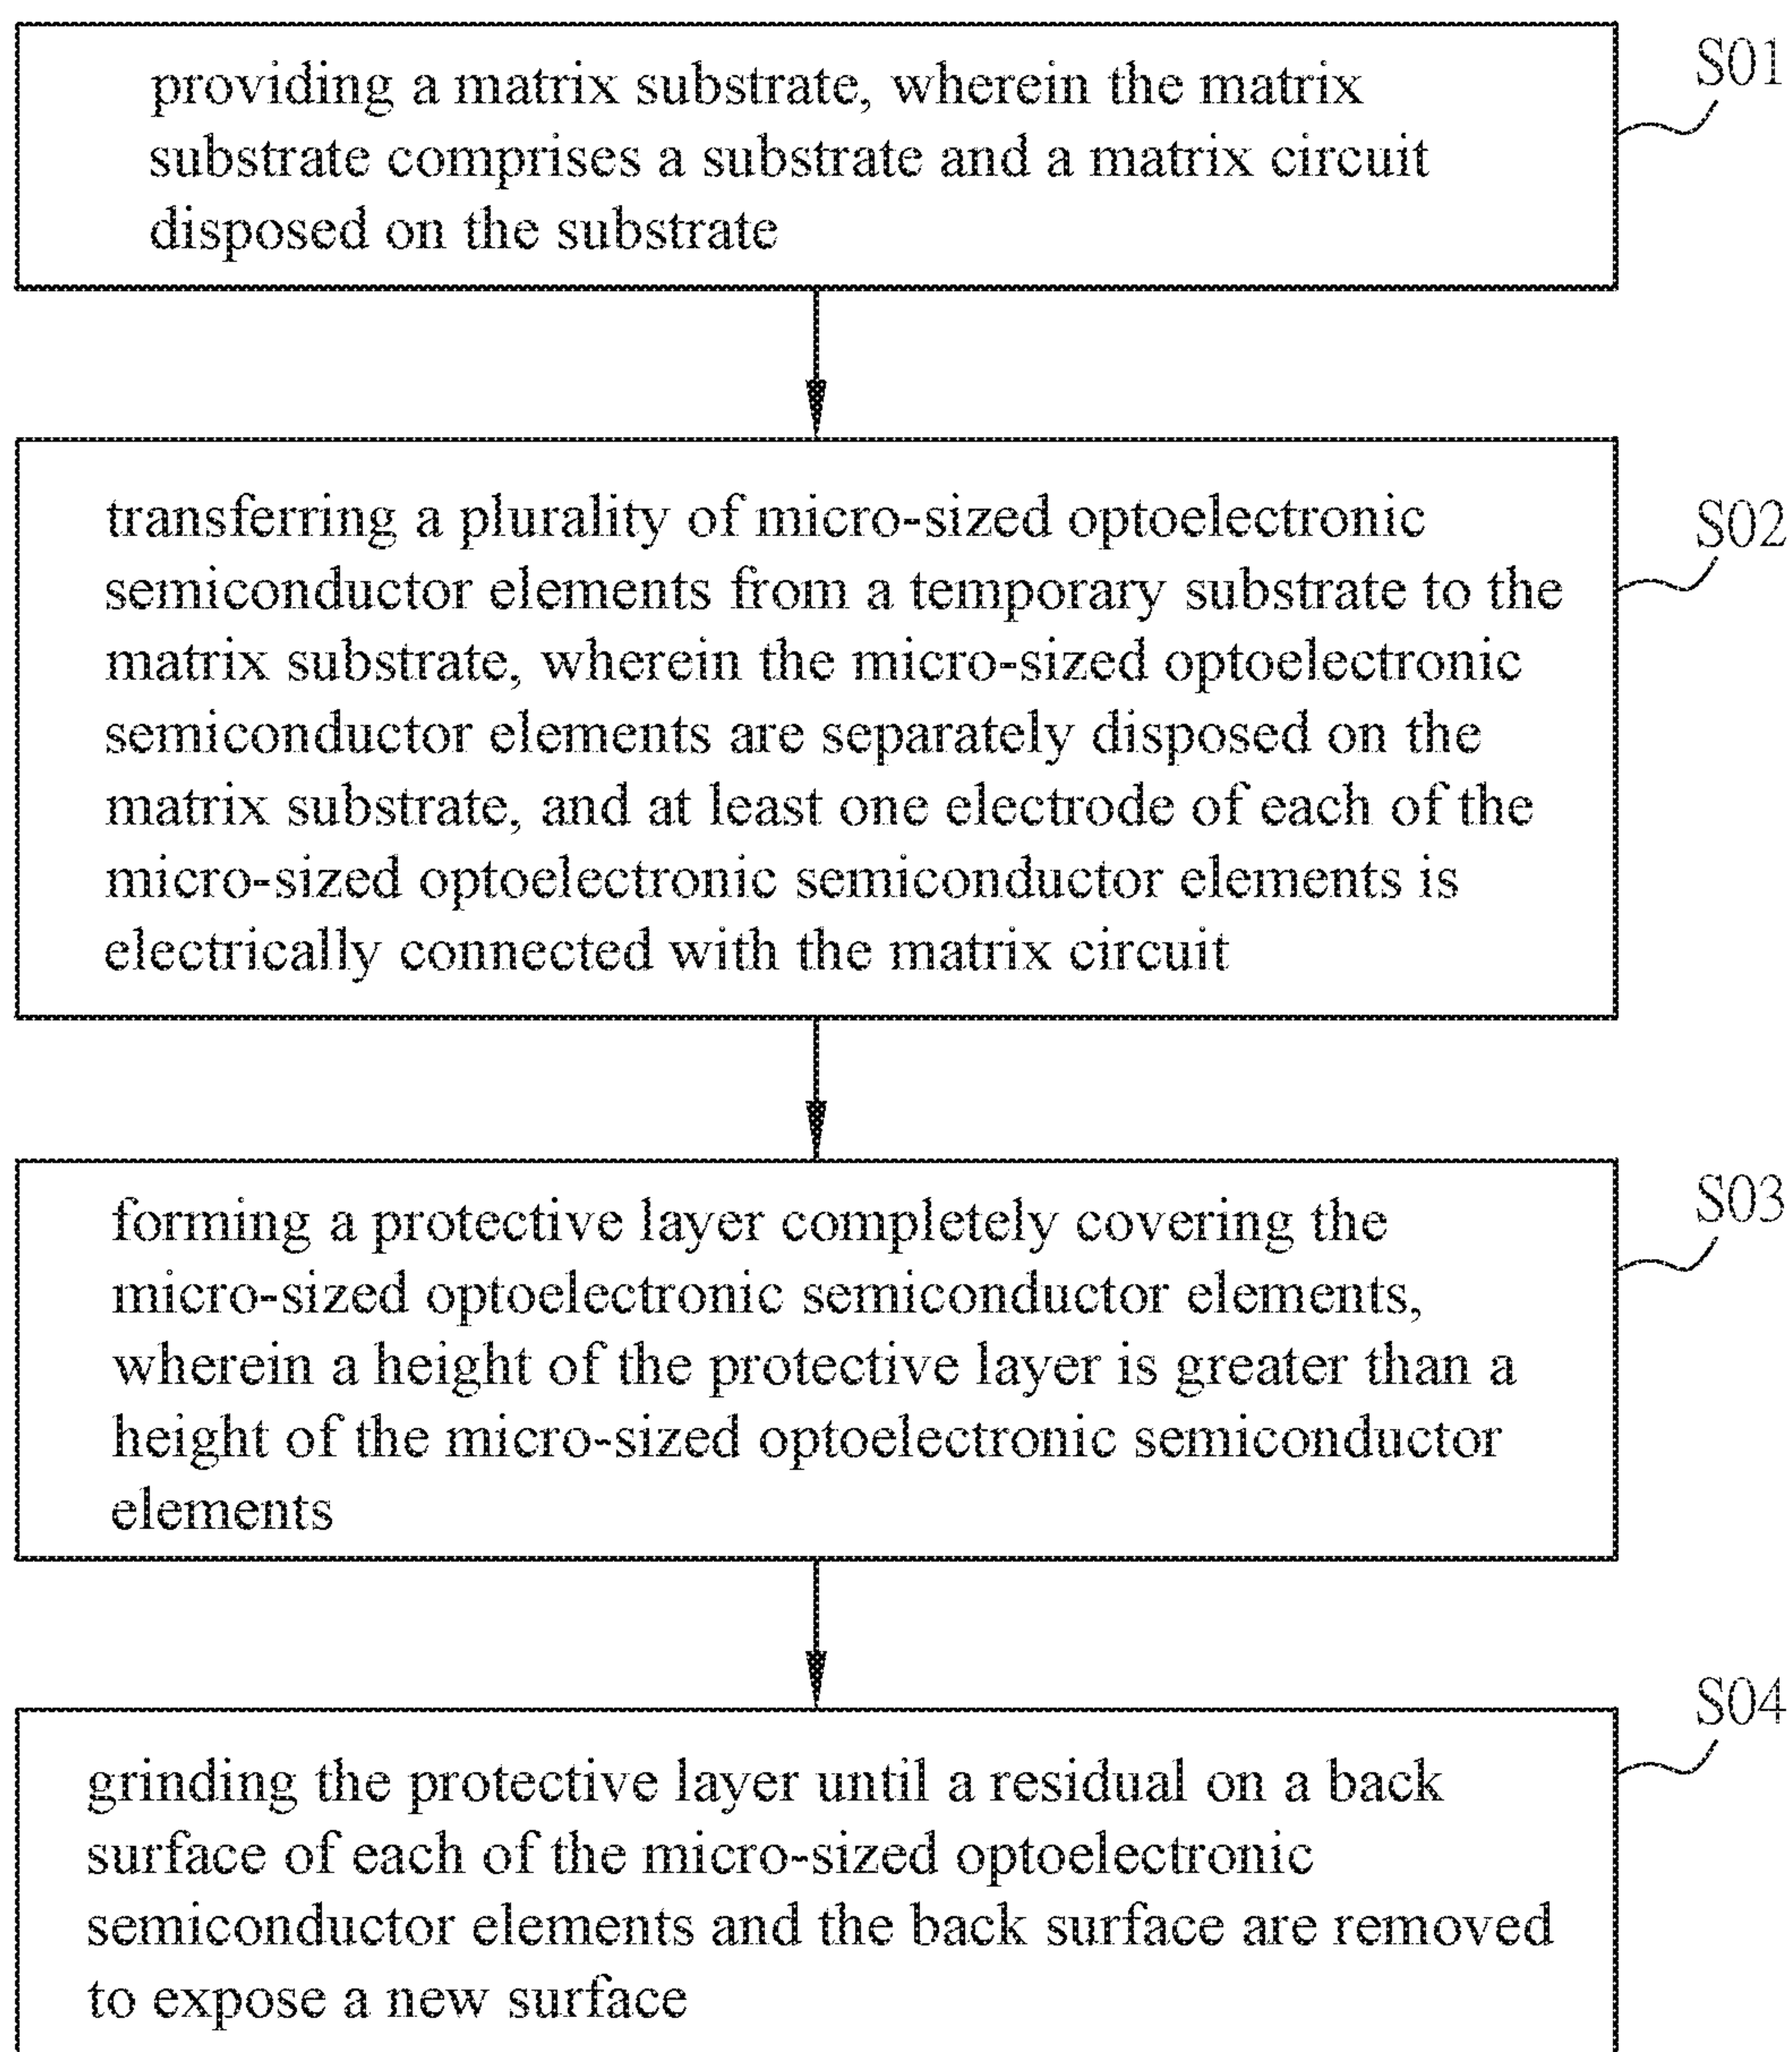 providing a matrix substrate, wherein the matrix
substrate comprises a substrate and a matrix circuit
disposed on the substrate
S01
transferring a plurality of micro-sized optoelectronic
semiconductor elements from a temporary substrate to the
matrix substrate, wherein the micro-sized optoelectronic
semiconductor elements are separately disposed on the
matrix substrate, and at least one electrode of each of the
micro-sized optoelectronic semiconductor elements is
electrically connected with the matrix circuit
S02
forming a protective layer completely covering the
micro-sized optoelectronic semiconductor elements,
wherein a height of the protective layer is greater than a
height of the micro-sized optoelectronic semiconductor
elements
S03
grinding the protective layer until a residual on a back
surface of each of the micro-sized optoelectronic
semiconductor elements and the back surface are removed
to expose a new surface
S04